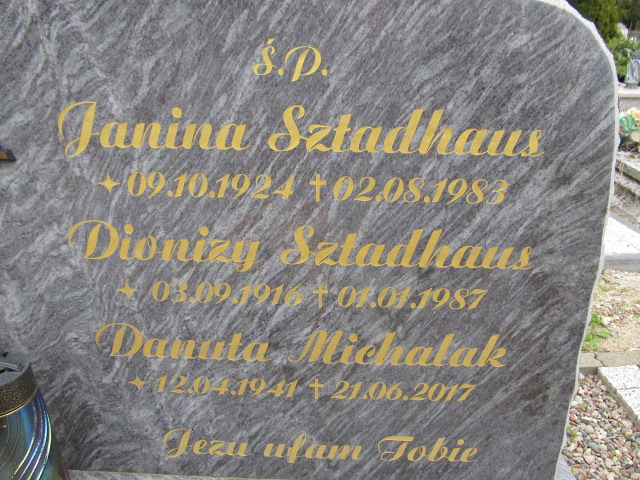 Ś.P.
Janina Sztadhaus
✦ 09.10.1924 † 02.08.1983
Dionizy Sztadhaus
✦ 03.09.1916 † 01.01.1987
Danuta Michalak
✦ 12.04.1941 † 21.06.2017
Jezu ufam Tobie